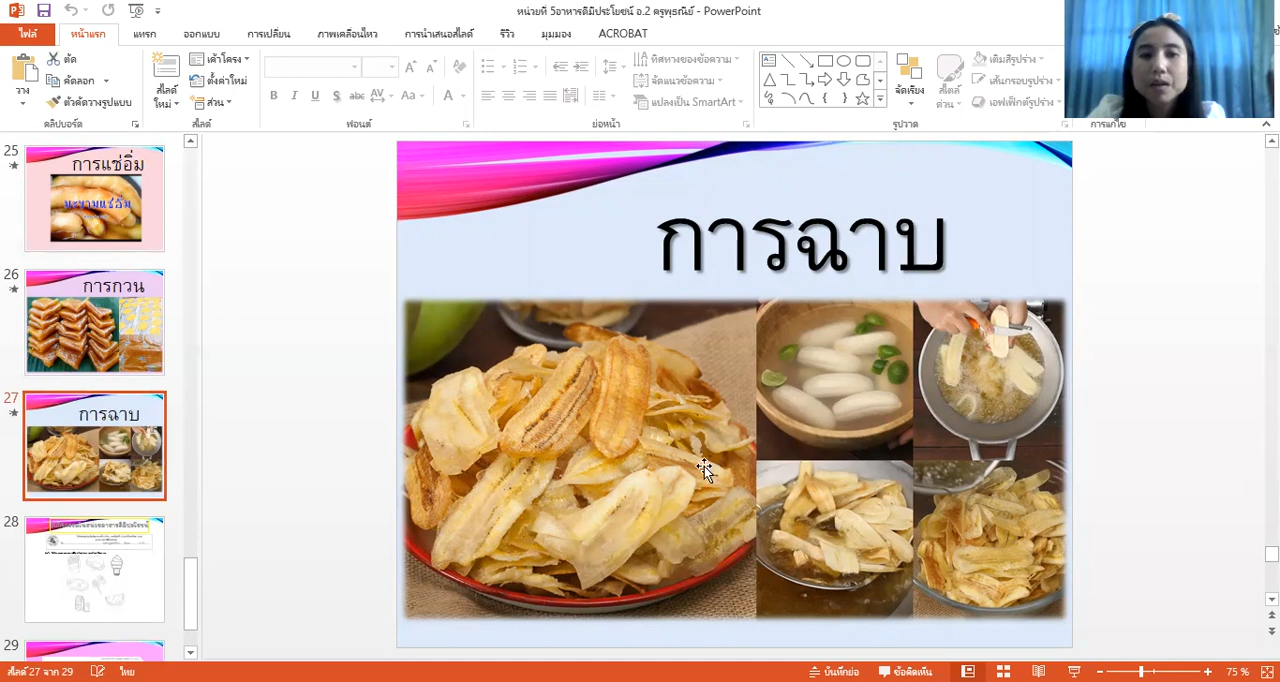 หน่วยที่ 5อาหารดีมีประโยชน์ อ.2 ครูพุธณีย์ - PowerPoint
ไฟล์ หน้าแรก แทรก ออกแบบ การเปลี่ยน ภาพเคลื่อนไหว การนำเสนอสไลด์ รีวิว มุมมอง ACROBAT
วาง
ตัด
คัดลอก
ตัวคัดวางรูปแบบ
คลิปบอร์ด
สไลด์ใหม่
เค้าโครง
ตั้งค่าใหม่
ส่วน
สไลด์
B I U S abc AV Aa A
ฟอนต์
ทิศทางของข้อความ
จัดแนวข้อความ
แปลงเป็น SmartArt
ย่อหน้า
จัดเรียง
สไตล์ด่วน
เติมสีรูปร่าง
เส้นกรอบรูปร่าง
เอฟเฟ็กต์รูปร่าง
รูปวาด
การแก้ไข
25
การแช่อิ่ม
มะขามแช่อิ่ม
26
การกวน
27
การฉาบ
28
29
การฉาบ
สไลด์ 27 จาก 29
ไทย
บันทึกย่อ
ข้อคิดเห็น
75 %